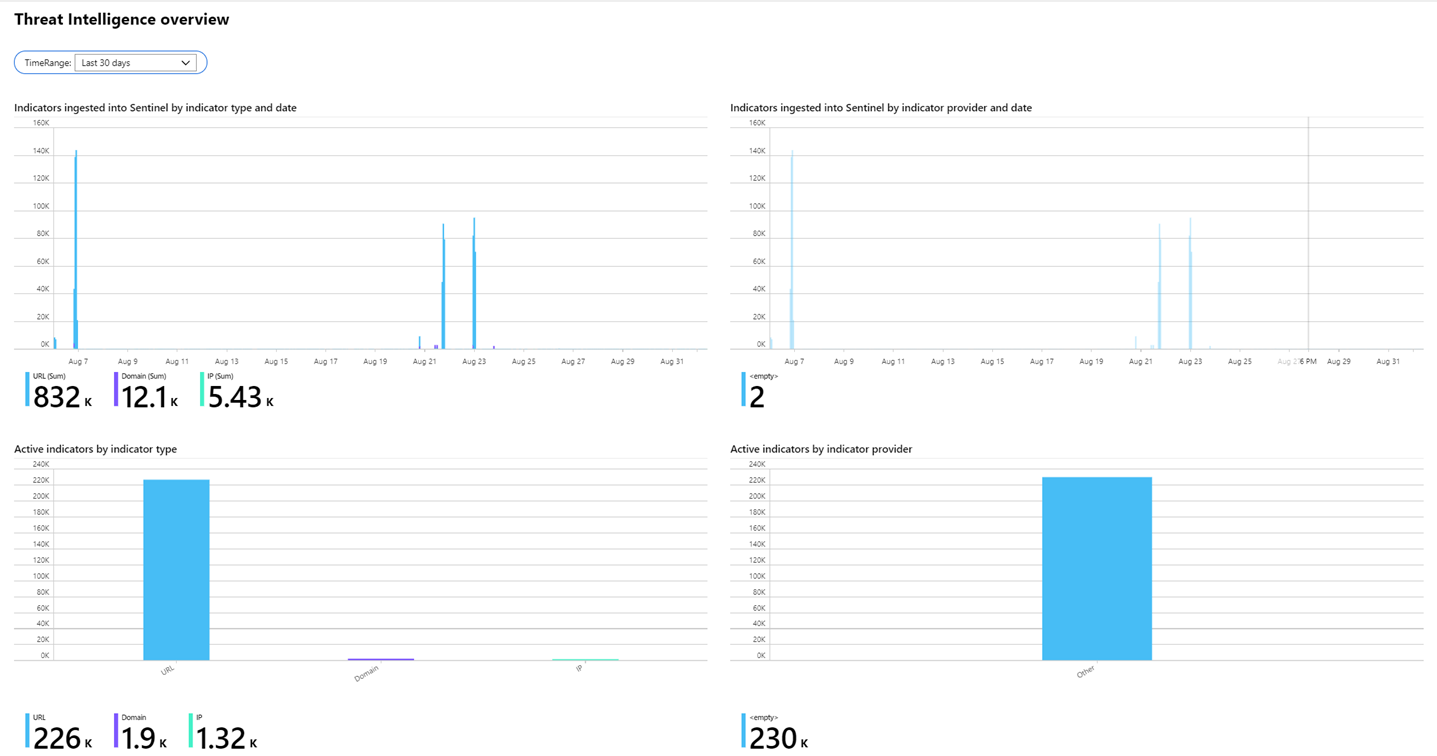 Threat Intelligence overview
TimeRange: Last 30 days
Indicators ingested into Sentinel by indicator type and date
160K
140K
120K
100K
80K
60K
40K
20K
0K
Aug 7 Aug 9 Aug 11 Aug 13 Aug 15 Aug 17 Aug 19 Aug 21 Aug 23 Aug 25 Aug 27 Aug 29 Aug 31
URL (Sum) Domain (Sum) IP (Sum)
832 K 12.1 K 5.43 K
Indicators ingested into Sentinel by indicator provider and date
160K
140K
120K
100K
80K
60K
40K
20K
0K
Aug 7 Aug 9 Aug 11 Aug 13 Aug 15 Aug 17 Aug 19 Aug 21 Aug 23 Aug 25 Aug 2 6 PM Aug 29 Aug 31
<empty>
2
Active indicators by indicator type
240K
220K
200K
180K
160K
140K
120K
100K
80K
60K
40K
20K
0K
URL Domain IP
URL Domain IP
226 K 1.9 K 1.32 K
Active indicators by indicator provider
240K
220K
200K
180K
160K
140K
120K
100K
80K
60K
40K
20K
0K
Other
<empty>
230 K